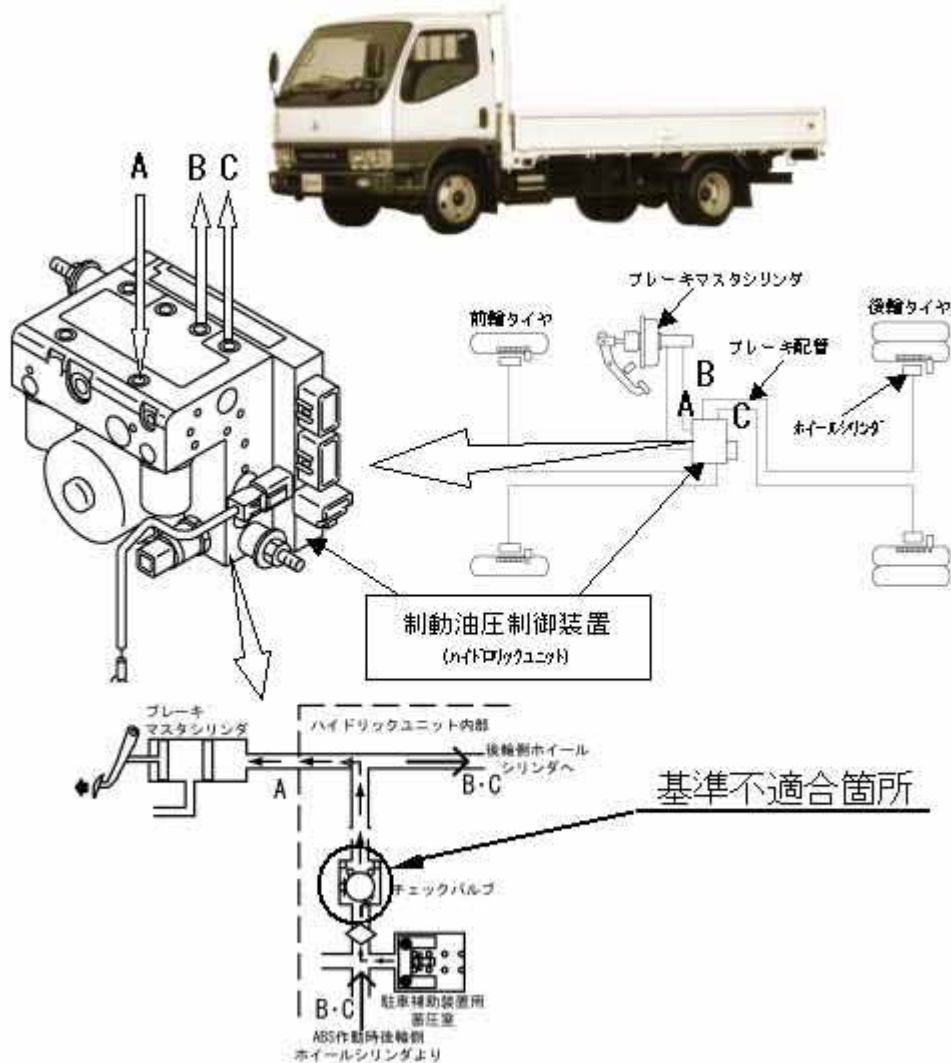 A B C
ブレーキマスタシリンダ
前輪タイヤ
後輪タイヤ
ブレーキ配管
B
A
C
ホイールシリンダ
制動油圧制御装置
(ハイドロリックユニット)
ブレーキ
マスタシリンダ
ハイドリックユニット内部
後輪側ホイール
シリンダへ
A
B・C
基準不適合箇所
チェックバルブ
B・C
駐車補助装置用
蓄圧室
ABS作動時後輪側
ホイールシリンダより